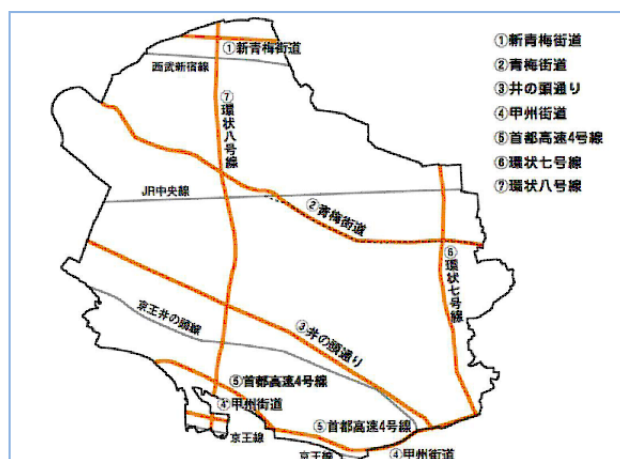 ①新青梅街道
西武新宿線
⑦環状八号線
JR中央線
②青梅街道
⑥環状七号線
京王井の頭線
③井の頭通り
⑤首都高速4号線
④甲州街道
⑤首都高速4号線
京王線
京王線
④甲州街道
①新青梅街道
②青梅街道
③井の頭通り
④甲州街道
⑤首都高速4号線
⑥環状七号線
⑦環状八号線